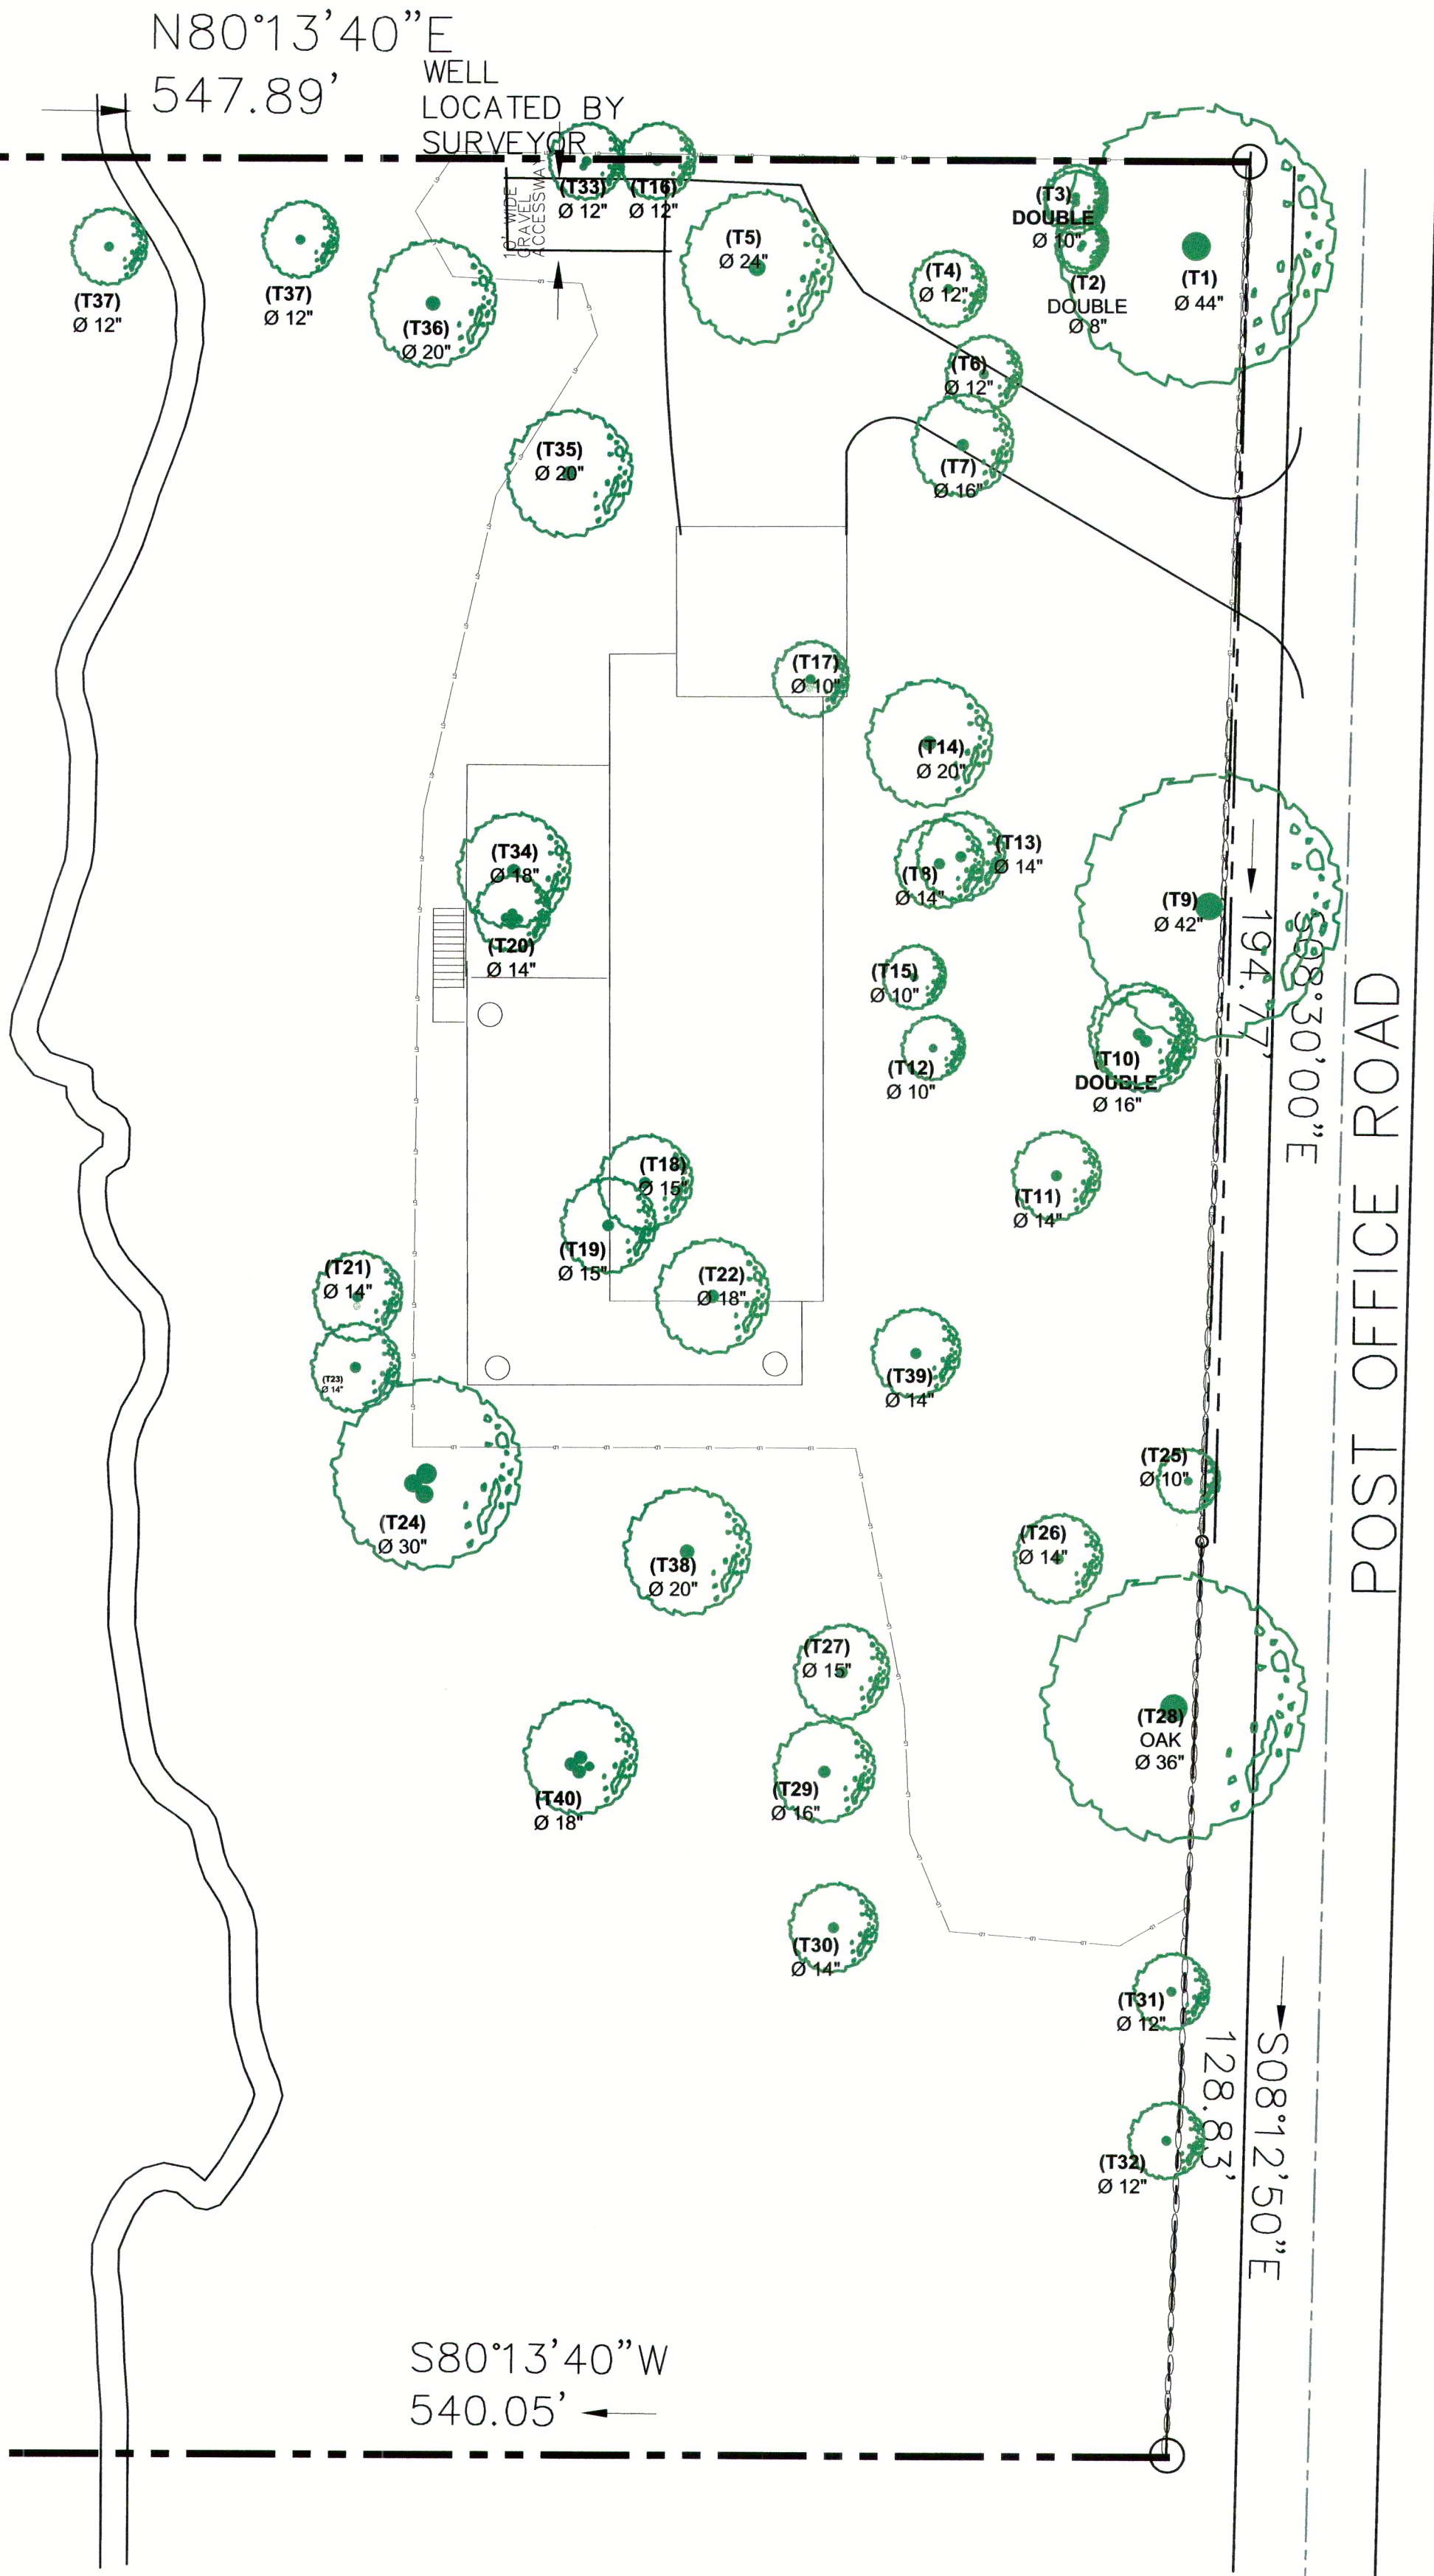 N80°13'40"E
547.89'
WELL
LOCATED BY
SURVEYOR
10' WIDE
GRAVEL
ACCESSWAY
(T33)
Ø 12"
(T16)
Ø 12"
(T3)
DOUBLE
Ø 10"
(T5)
Ø 24"
(T4)
Ø 12"
(T2)
DOUBLE
Ø 8"
(T1)
Ø 44"
(T37)
Ø 12"
(T37)
Ø 12"
(T36)
Ø 20"
(T6)
Ø 12"
(T35)
Ø 20"
(T7)
Ø 16"
(T17)
Ø 10"
(T14)
Ø 20"
(T34)
Ø 18"
(T13)
Ø 14"
(T8)
Ø 14"
(T9)
Ø 42"
(T20)
Ø 14"
(T15)
Ø 10"
S08°30'00"E
194.77'
(T12)
Ø 10"
(T10)
DOUBLE
Ø 16"
POST OFFICE ROAD
(T18)
Ø 15"
(T11)
Ø 14"
(T19)
Ø 15"
(T21)
Ø 14"
(T22)
Ø 18"
(T23)
Ø 14"
(T39)
Ø 14"
(T25)
Ø 10"
(T24)
Ø 30"
(T26)
Ø 14"
(T38)
Ø 20"
(T27)
Ø 15"
(T28)
OAK
Ø 36"
(T40)
Ø 18"
(T29)
Ø 16"
(T30)
Ø 14"
(T31)
Ø 12"
S08°12'50"E
128.83'
(T32)
Ø 12"
S80°13'40"W
540.05'